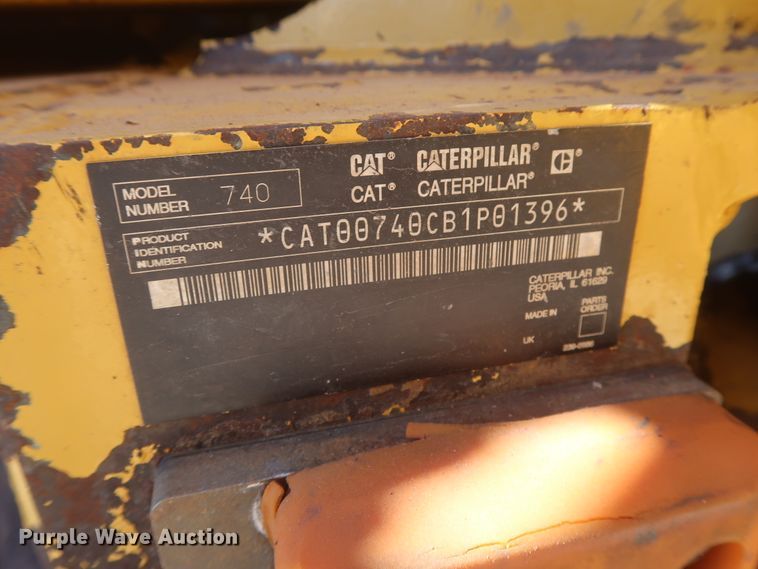 CAT® CATERPILLAR®
CAT® CATERPILLAR®
MODEL NUMBER 740
PRODUCT IDENTIFICATION NUMBER *CAT00740CB1P01396*
CATERPILLAR INC.
PEORIA, IL 61629
USA
MADE IN
UK
PARTS
ORDER
Purple Wave Auction